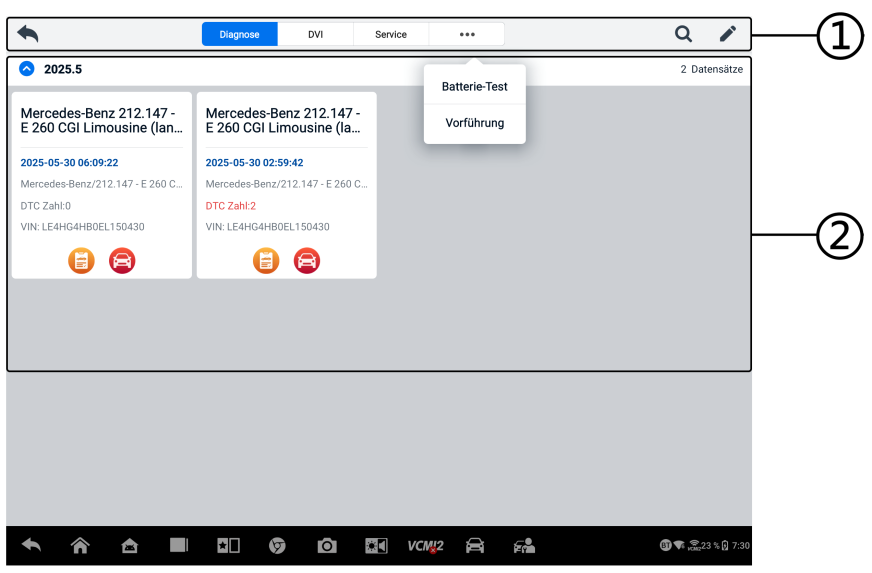 Diagnose DVI Service •••
1
2025.5 2 Datensätze
Batterie-Test
Vorführung
Mercedes-Benz 212.147 -
E 260 CGI Limousine (lan...
2025-05-30 06:09:22
Mercedes-Benz/212.147 - E 260 C...
DTC Zahl:0
VIN: LE4HG4HB0EL150430
Mercedes-Benz 212.147 -
E 260 CGI Limousine (la...
2025-05-30 02:59:42
Mercedes-Benz/212.147 - E 260 C...
DTC Zahl:2
VIN: LE4HG4HB0EL150430
2
VCMI2 BT VCMI2 23 % 7:30